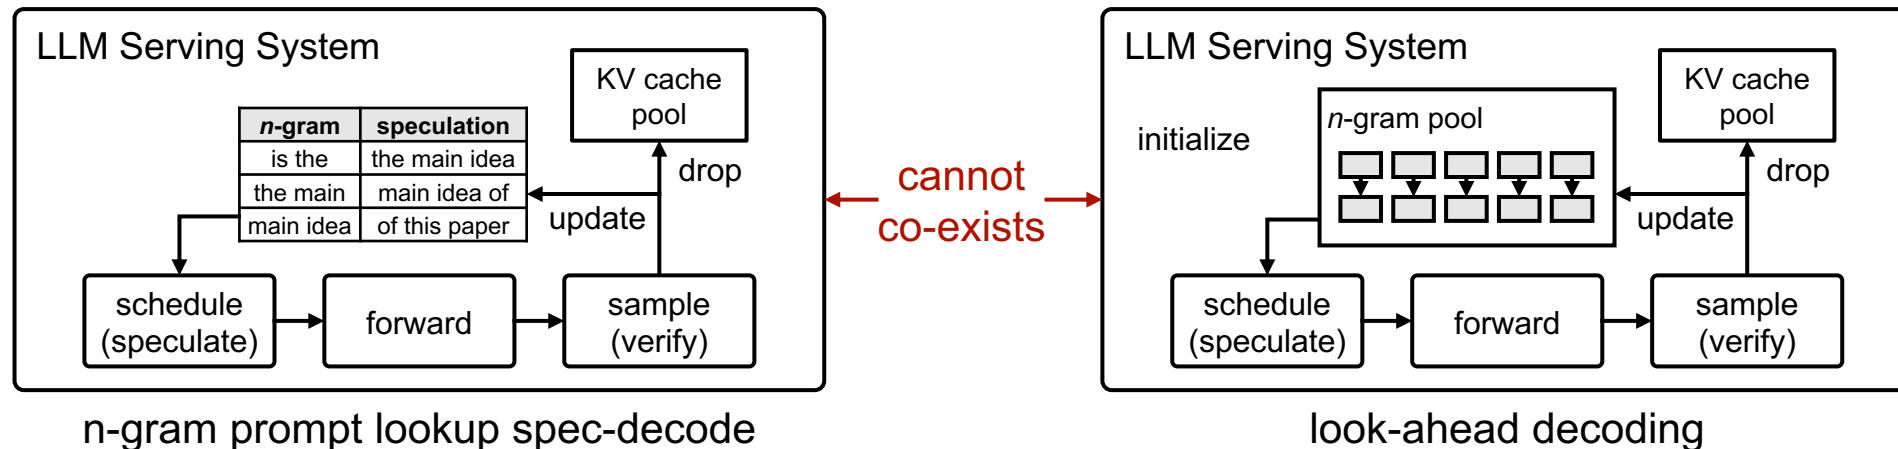 LLM Serving System
KV cache
pool
n-gram speculation
is the the main idea
the main main idea of
main idea of this paper
drop
update
schedule
(speculate)
forward
sample
(verify)
n-gram prompt lookup spec-decode
cannot
co-exists
LLM Serving System
KV cache
pool
initialize
n-gram pool
drop
update
schedule
(speculate)
forward
sample
(verify)
look-ahead decoding